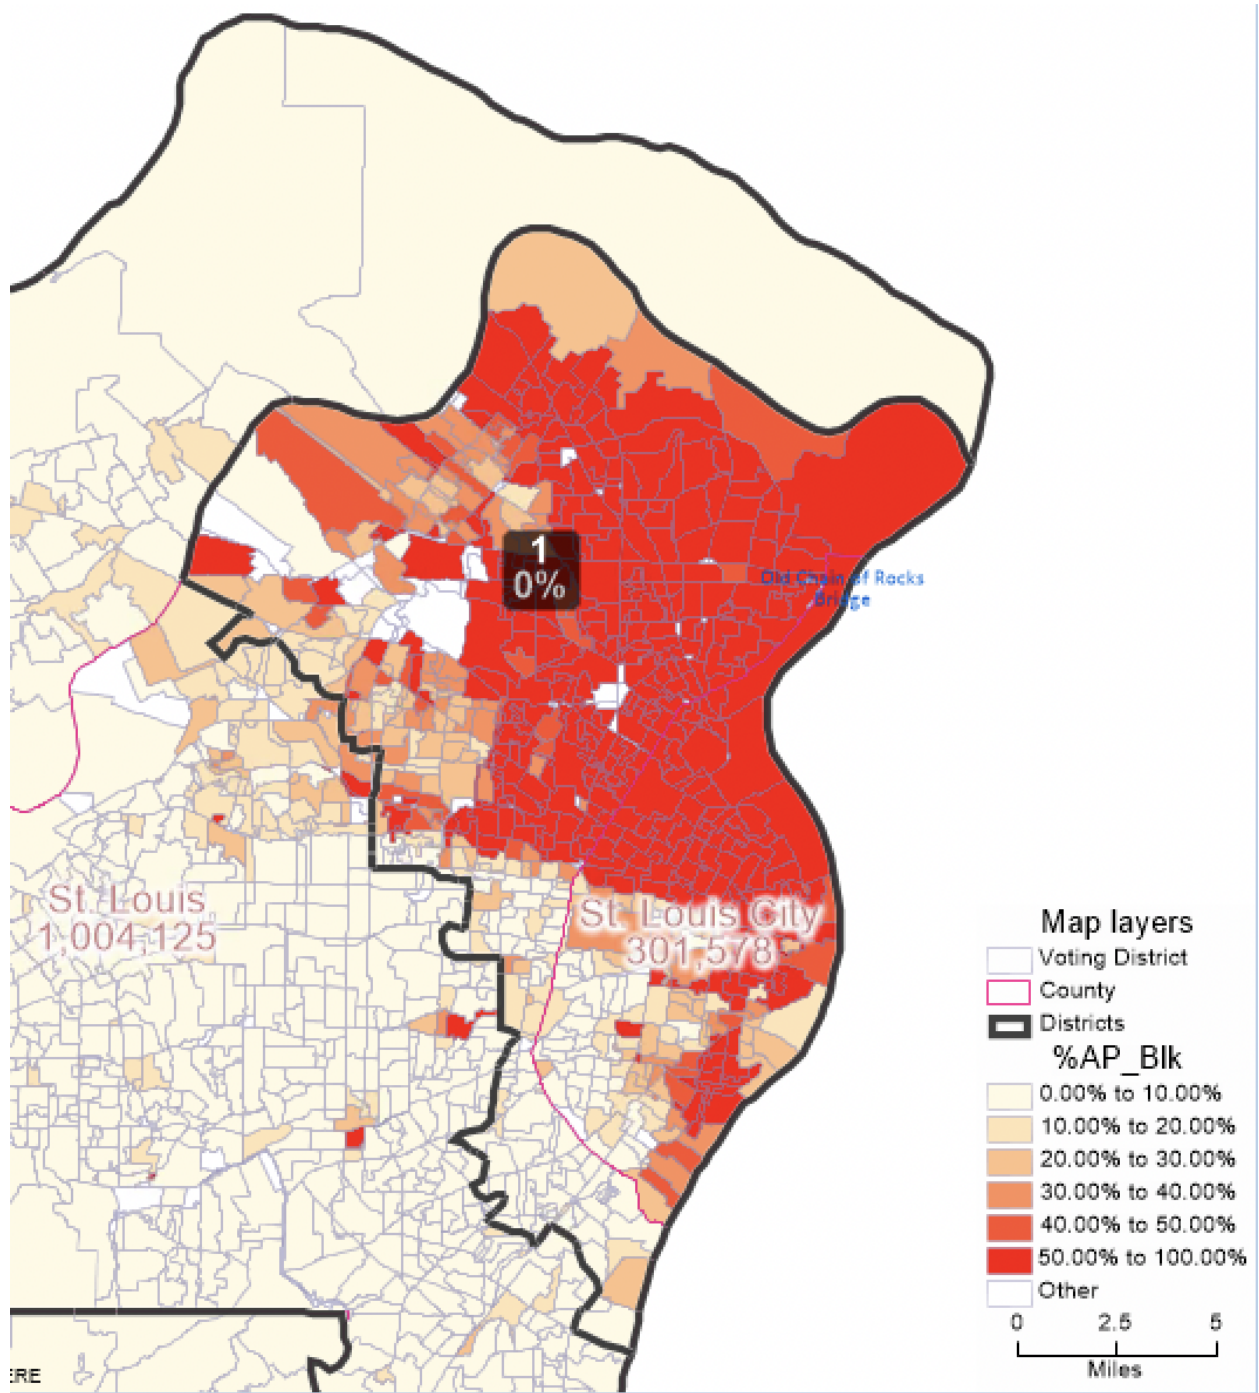 1
0%
Old Chain of Rocks
Bridge
St. Louis
1,004,125
St. Louis City
301,578
Map layers
Voting District
County
Districts
%AP_Blk
0.00% to 10.00%
10.00% to 20.00%
20.00% to 30.00%
30.00% to 40.00%
40.00% to 50.00%
50.00% to 100.00%
Other
0 2.5 5
Miles
ERE